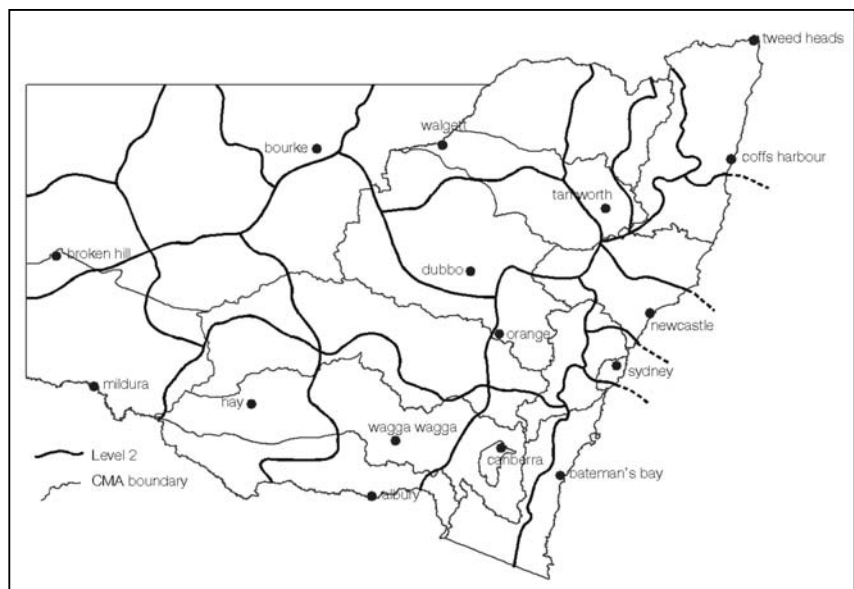 tweed heads
walgett
bourke
coffs harbour
tamworth
broken hill
dubbo
newcastle
orange
sydney
mildura
hay
wagga wagga
Level 2
canberra
CMA boundary
bateman's bay
albury